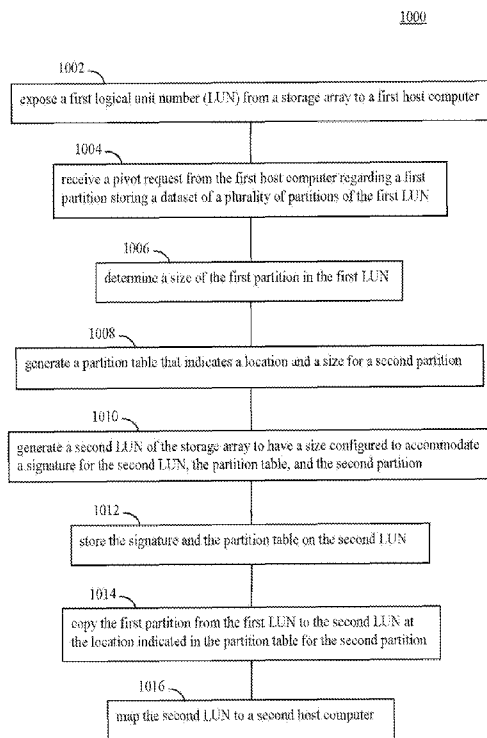 1000
1002
expose a first logical unit number (LUN) from a storage array to a first host computer
1004
receive a pivot request from the first host computer regarding a first
partition storing a dataset of a plurality of partitions of the first LUN
1006
determine a size of the first partition in the first LUN
1008
generate a partition table that indicates a location and a size for a second partition
1010
generate a second LUN of the storage array to have a size configured to accommodate
a signature for the second LUN, the partition table, and the second partition
1012
store the signature and the partition table on the second LUN
1014
copy the first partition from the first LUN to the second LUN at
the location indicated in the partition table for the second partition
1016
map the second LUN to a second host computer